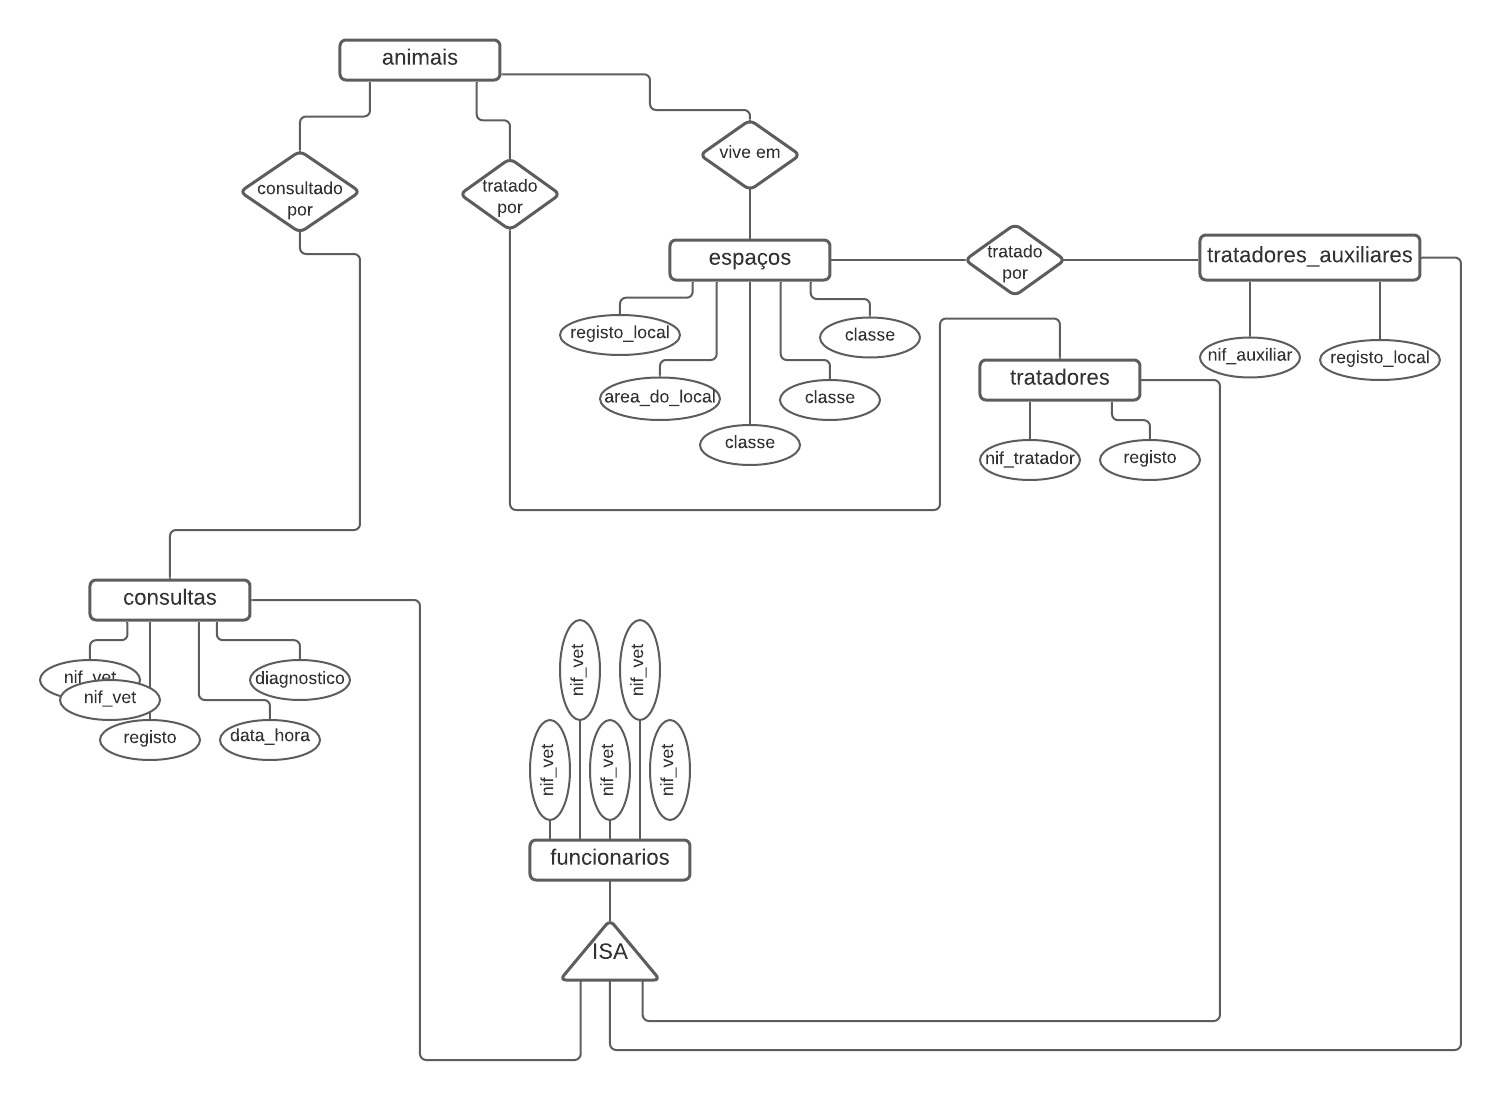 animais
vive em
consultado
por
tratado
por
espaços
tratado
por
tratadores_auxiliares
registo_local
classe
nif_auxiliar
registo_local
area_do_local
classe
tratadores
classe
nif_tratador
registo
consultas
nif_vet
nif_vet
diagnostico
registo
data_hora
nif_vet
nif_vet
nif_vet
nif_vet
nif_vet
funcionarios
ISA